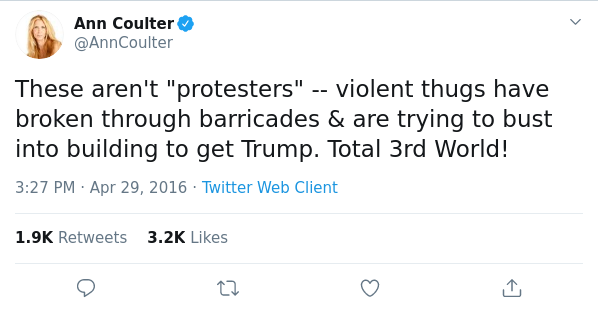 Ann Coulter
@AnnCoulter
These aren't "protesters" -- violent thugs have
broken through barricades & are trying to bust
into building to get Trump. Total 3rd World!
3:27 PM · Apr 29, 2016 · Twitter Web Client
1.9K Retweets 3.2K Likes